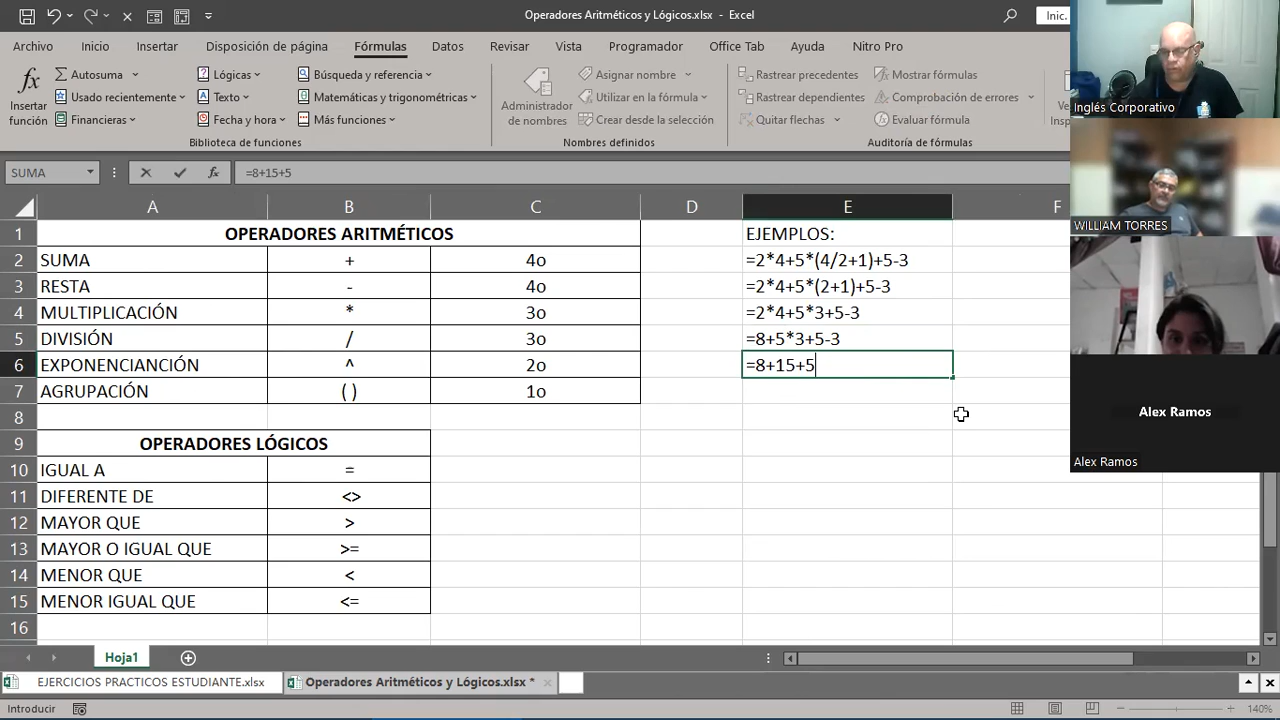 Operadores Aritméticos y Lógicos.xlsx - Excel
Inic.
Archivo Inicio Insertar Disposición de página Fórmulas Datos Revisar Vista Programador Office Tab Ayuda Nitro Pro
fx Insertar función
Autosuma
Usado recientemente
Financieras
Lógicas
Texto
Fecha y hora
Búsqueda y referencia
Matemáticas y trigonométricas
Más funciones
Biblioteca de funciones
Administrador de nombres
Asignar nombre
Utilizar en la fórmula
Crear desde la selección
Nombres definidos
Rastrear precedentes
Rastrear dependientes
Quitar flechas
Mostrar fórmulas
Comprobación de errores
Evaluar fórmula
Auditoría de fórmulas
SUMA fx =8+15+5
A B C D E F
1 OPERADORES ARITMÉTICOS EJEMPLOS:
2 SUMA + 4o =2*4+5*(4/2+1)+5-3
3 RESTA - 4o =2*4+5*(2+1)+5-3
4 MULTIPLICACIÓN * 3o =2*4+5*3+5-3
5 DIVISIÓN / 3o =8+5*3+5-3
6 EXPONENCIANCIÓN ^ 2o =8+15+5
7 AGRUPACIÓN ( ) 1o
8
9 OPERADORES LÓGICOS
10 IGUAL A =
11 DIFERENTE DE <>
12 MAYOR QUE >
13 MAYOR O IGUAL QUE >=
14 MENOR QUE <
15 MENOR IGUAL QUE <=
16
Hoja1
EJERCICIOS PRACTICOS ESTUDIANTE.xlsx Operadores Aritméticos y Lógicos.xlsx *
Introducir 140%
Inglés Corporativo
WILLIAM TORRES
Alex Ramos
Alex Ramos